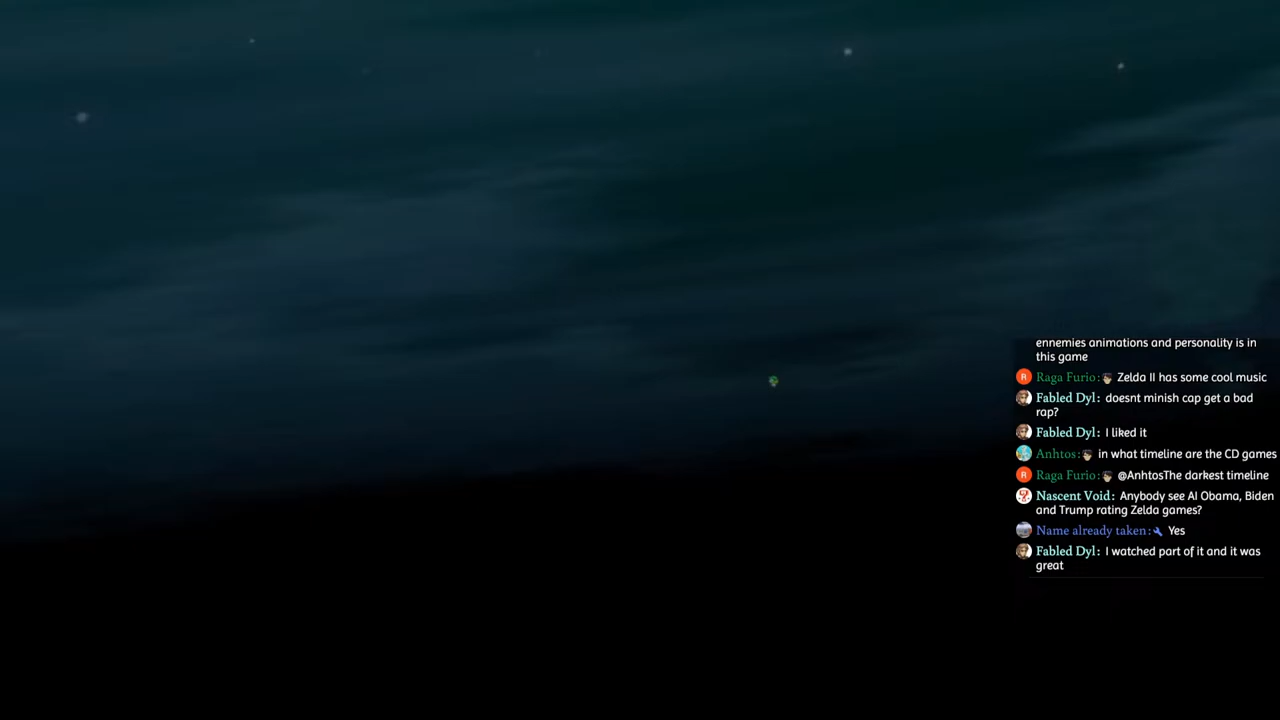 ennemies animations and personality is in
this game
Raga Furio: Zelda II has some cool music
Fabled Dyl: doesnt minish cap get a bad
rap?
Fabled Dyl: I liked it
Anhtos: in what timeline are the CD games
R Raga Furio: @AnhtosThe darkest timeline
Nascent Void: Anybody see AI Obama, Biden
and Trump rating Zelda games?
Name already taken: Yes
Fabled Dyl: I watched part of it and it was
great